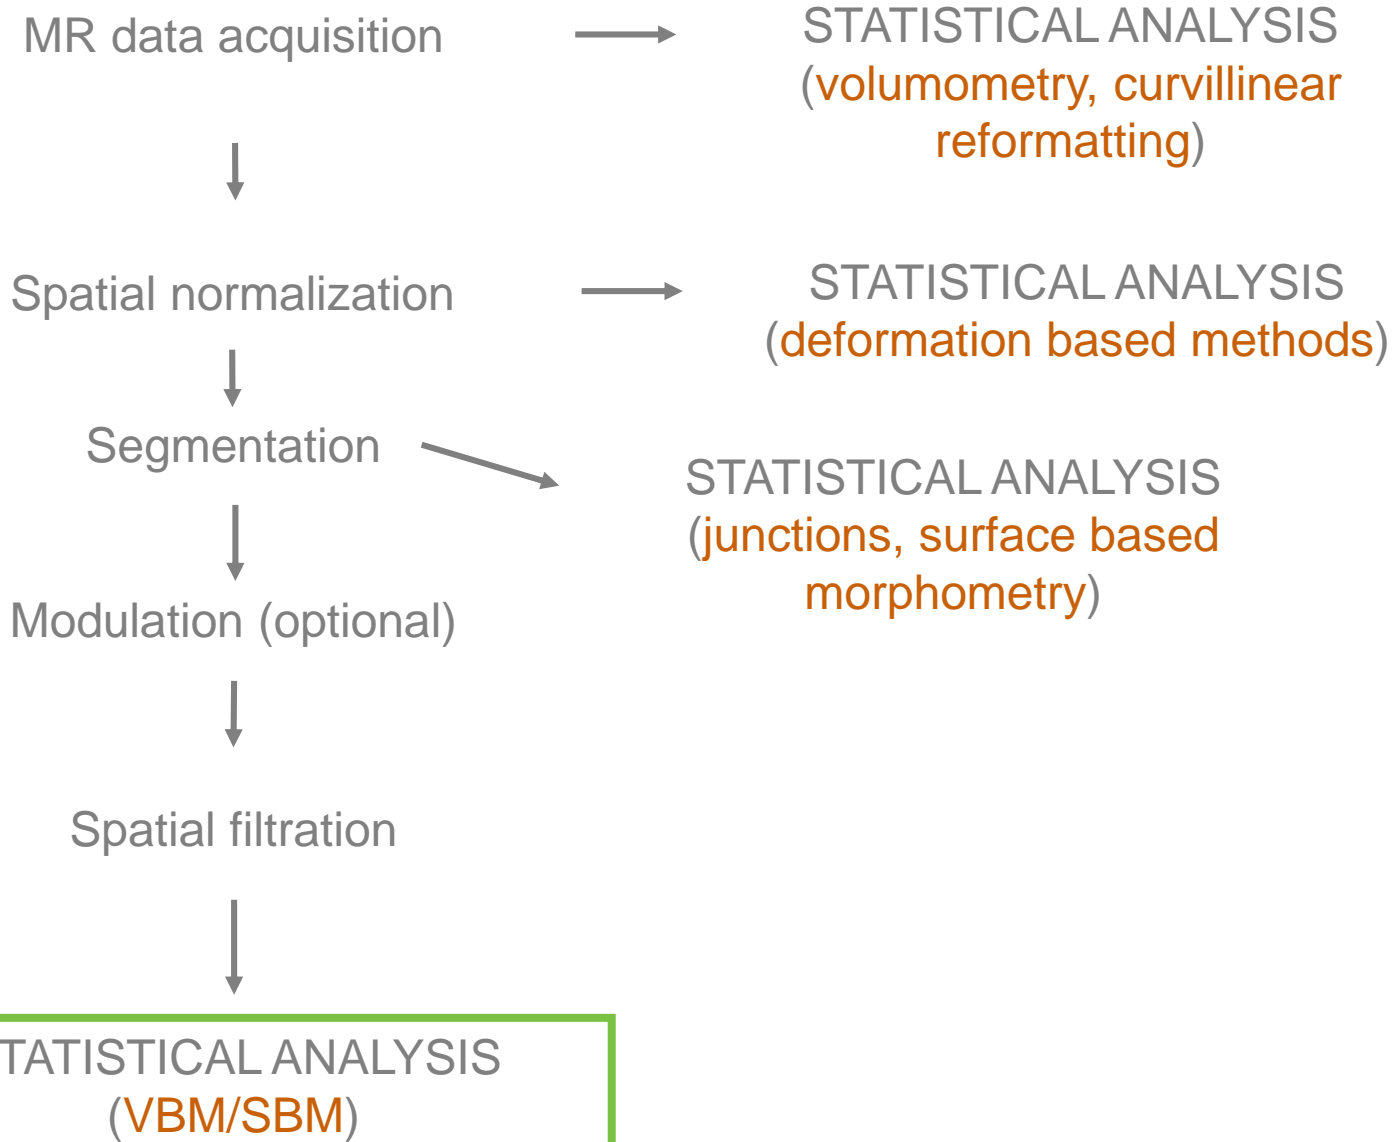 MR data acquisition
STATISTICAL ANALYSIS
(volumometry, curvillinear
reformatting)
Spatial normalization
STATISTICAL ANALYSIS
(deformation based methods)
Segmentation
STATISTICAL ANALYSIS
(junctions, surface based
morphometry)
Modulation (optional)
Spatial filtration
TATISTICAL ANALYSIS
(VBM/SBM)